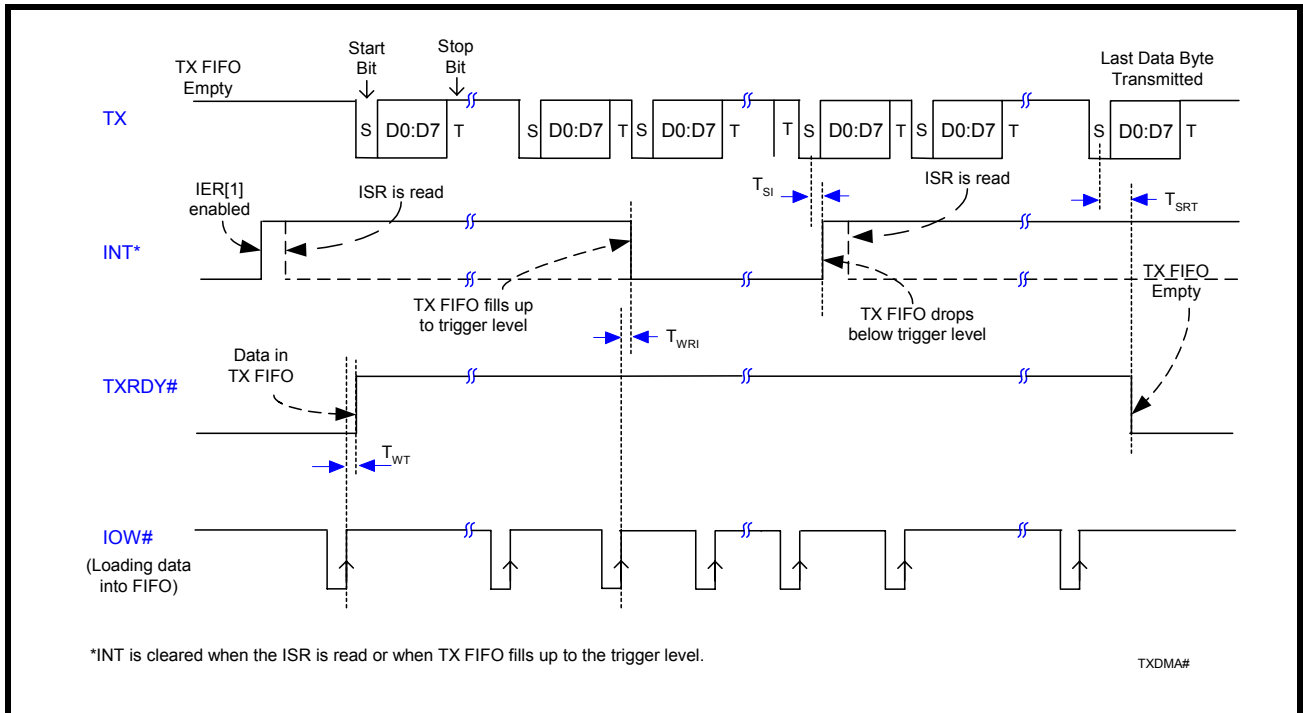 Start
Bit
Stop
Bit
TX FIFO
Empty
Last Data Byte
Transmitted
TX
S D0:D7 T S D0:D7 T S D0:D7 T T S D0:D7 T S D0:D7 T S D0:D7 T
IER[1]
enabled
ISR is read
TSI
ISR is read
TSRT
INT*
TX FIFO fills up
to trigger level
TX FIFO drops
below trigger level
TX FIFO
Empty
TWRI
Data in
TX FIFO
TXRDY#
TWT
IOW#
(Loading data
into FIFO)
*INT is cleared when the ISR is read or when TX FIFO fills up to the trigger level.
TXDMA#